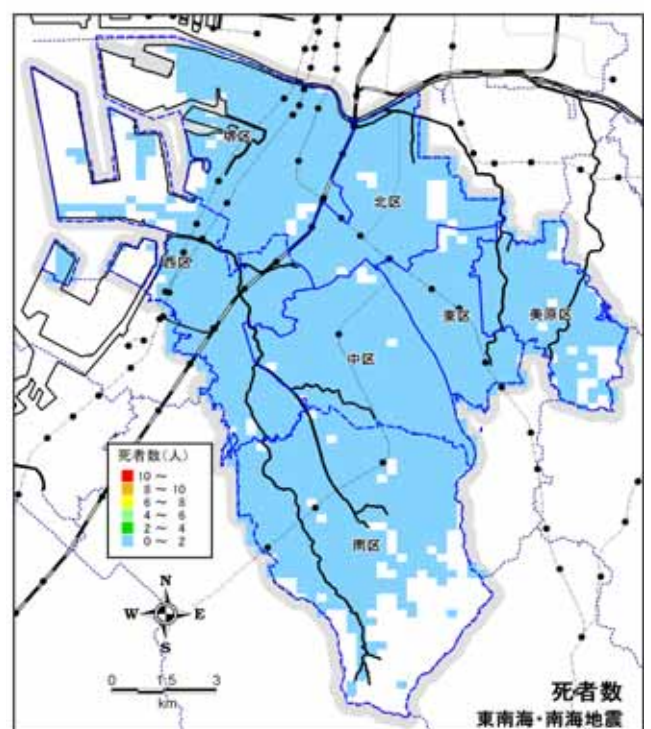 堺区
北区
西区
東区
美原区
中区
南区
死者数(人)
10 ~
8 ~ 10
6 ~ 8
4 ~ 6
2 ~ 4
0 ~ 2
N
W E
S
0 1.5 3
km
死者数
東南海・南海地震